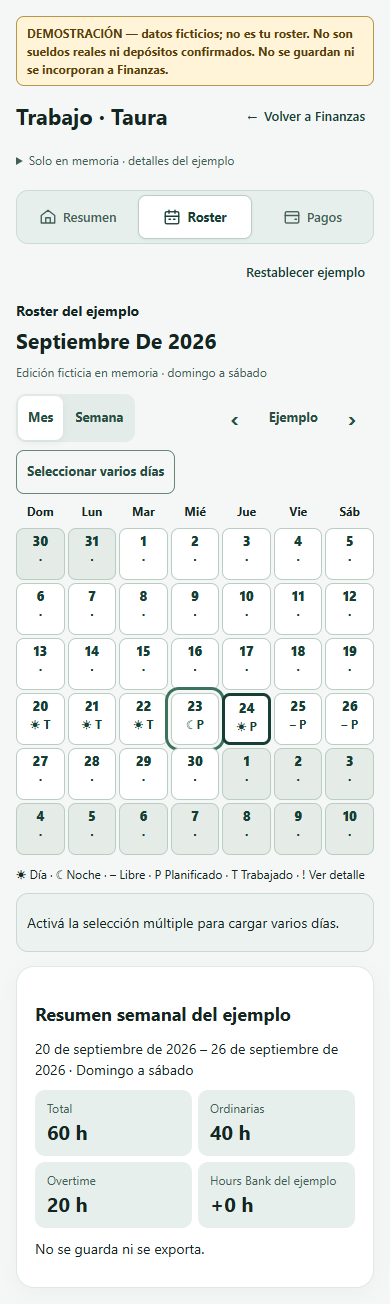 DEMOSTRACIÓN — datos ficticios; no es tu roster. No son
sueldos reales ni depósitos confirmados. No se guardan ni
se incorporan a Finanzas.
Trabajo · Taura
← Volver a Finanzas
▶ Solo en memoria · detalles del ejemplo
Resumen
Roster
Pagos
Restablecer ejemplo
Roster del ejemplo
Septiembre De 2026
Edición ficticia en memoria · domingo a sábado
Mes Semana ‹ Ejemplo ›
Seleccionar varios días
Dom Lun Mar Mié Jue Vie Sáb
30 31 1 2 3 4 5
· · · · · · ·
6 7 8 9 10 11 12
· · · · · · ·
13 14 15 16 17 18 19
· · · · · · ·
20 21 22 23 24 25 26
☀ T ☀ T ☀ T ☾ P ☀ P – P – P
27 28 29 30 1 2 3
· · · · · · ·
4 5 6 7 8 9 10
· · · · · · ·
☀ Día · ☾ Noche · – Libre · P Planificado · T Trabajado · ! Ver detalle
Activá la selección múltiple para cargar varios días.
Resumen semanal del ejemplo
20 de septiembre de 2026 – 26 de septiembre de
2026 · Domingo a sábado
Total
60 h
Ordinarias
40 h
Overtime
20 h
Hours Bank del ejemplo
+0 h
No se guarda ni se exporta.